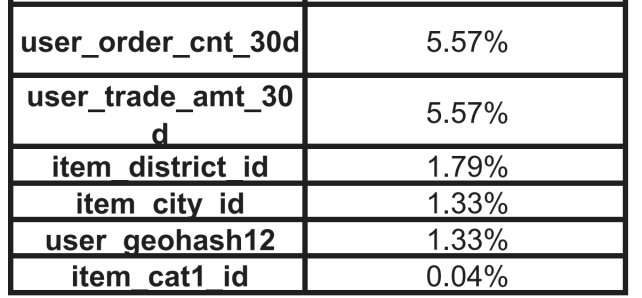 user_order_cnt_30d 5.57%
user_trade_amt_30
d 5.57%
item_district_id 1.79%
item_city_id 1.33%
user_geohash12 1.33%
item_cat1_id 0.04%